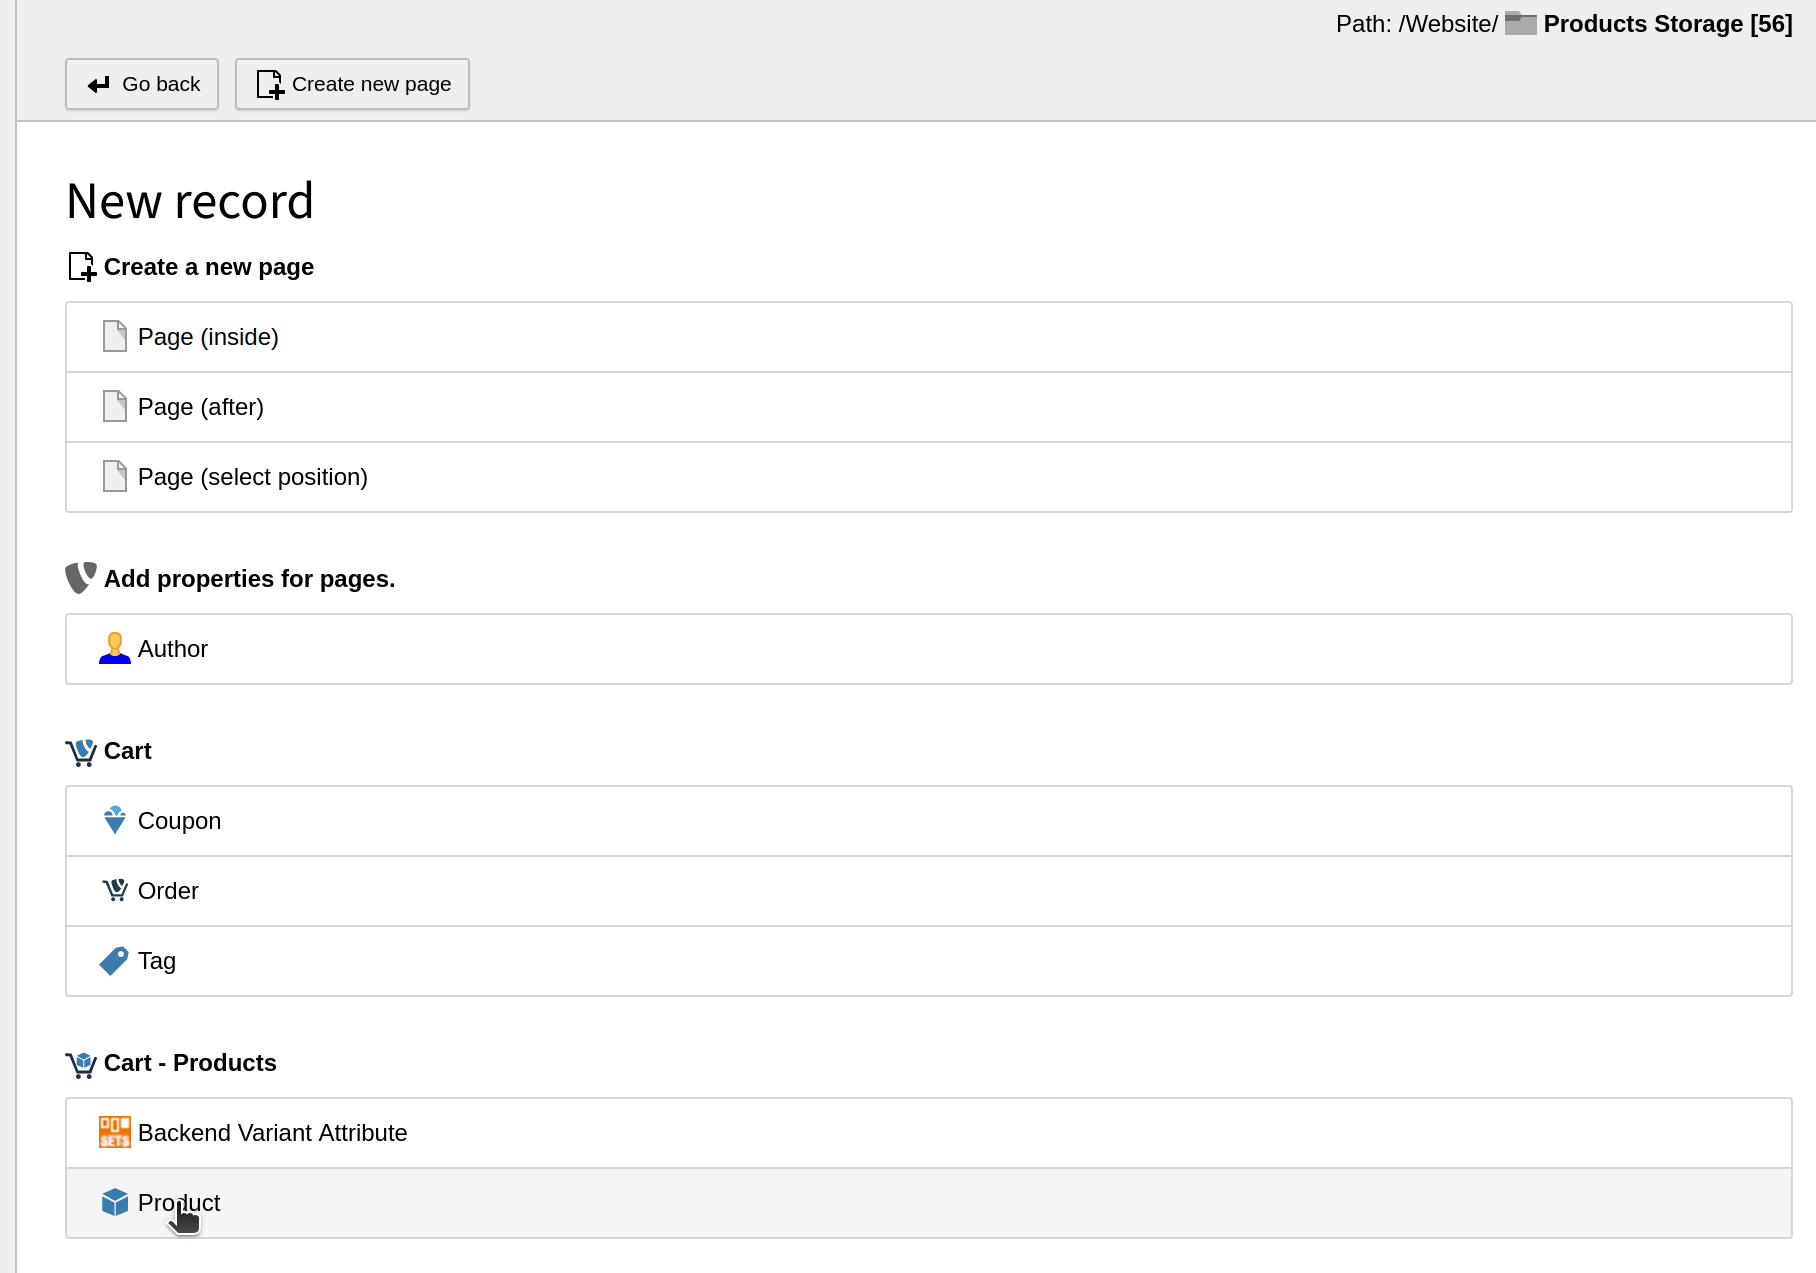 Path: /Website/ Products Storage [56]
Go back
Create new page
New record
Create a new page
Page (inside)
Page (after)
Page (select position)
Add properties for pages.
Author
Cart
Coupon
Order
Tag
Cart - Products
SETS
Backend Variant Attribute
Product